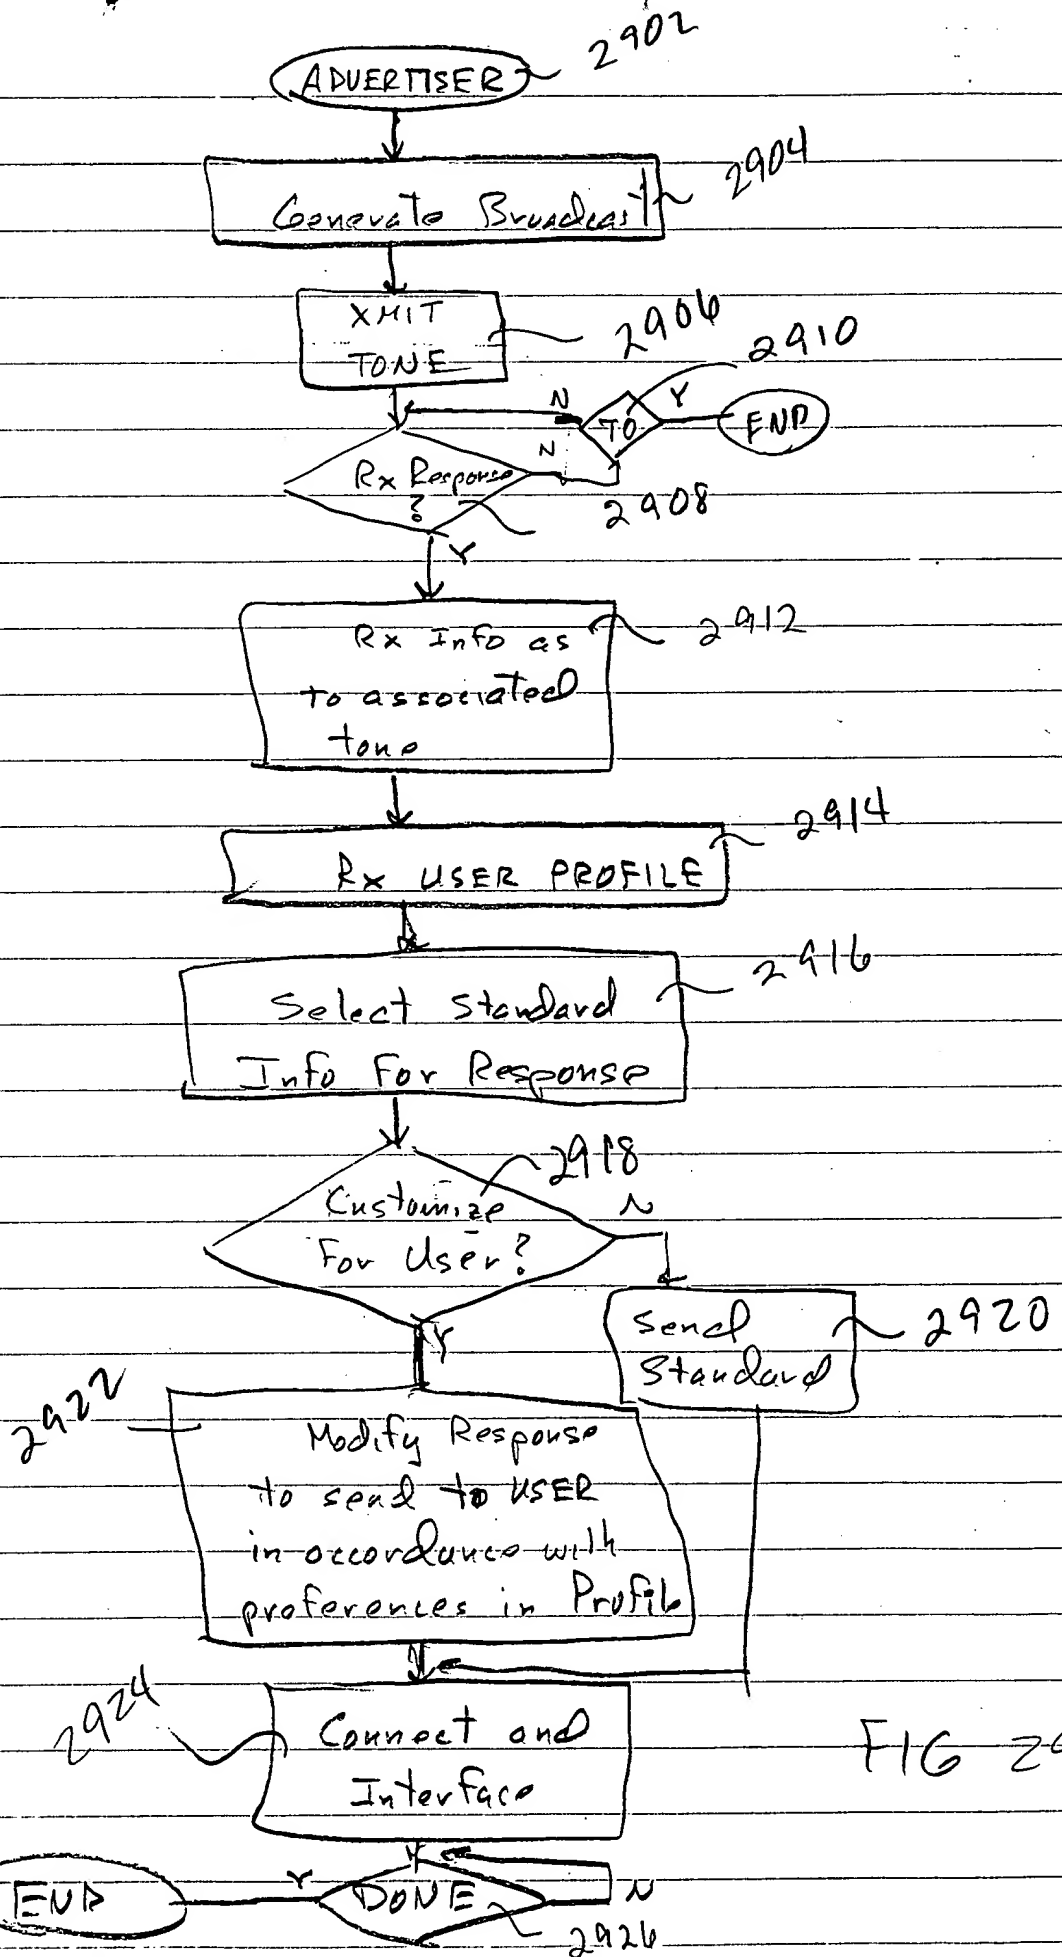 ADVERTISER 2902
Generate Broadcast 2904
XMIT
TONE
2906
2910
N
TO
Y
END
Rx Response
?
N
2908
Y
Rx Info as
to associated
tone
2912
Rx USER PROFILE
2914
Select Standard
Info For Response
2916
Customize
For User?
2918
N
Send
Standard
2920
Y
2922
Modify Response
to send to USER
in accordance with
preferences in Profile
2924
Connect and
Interface
FIG 29
DONE
Y
N
2926
END